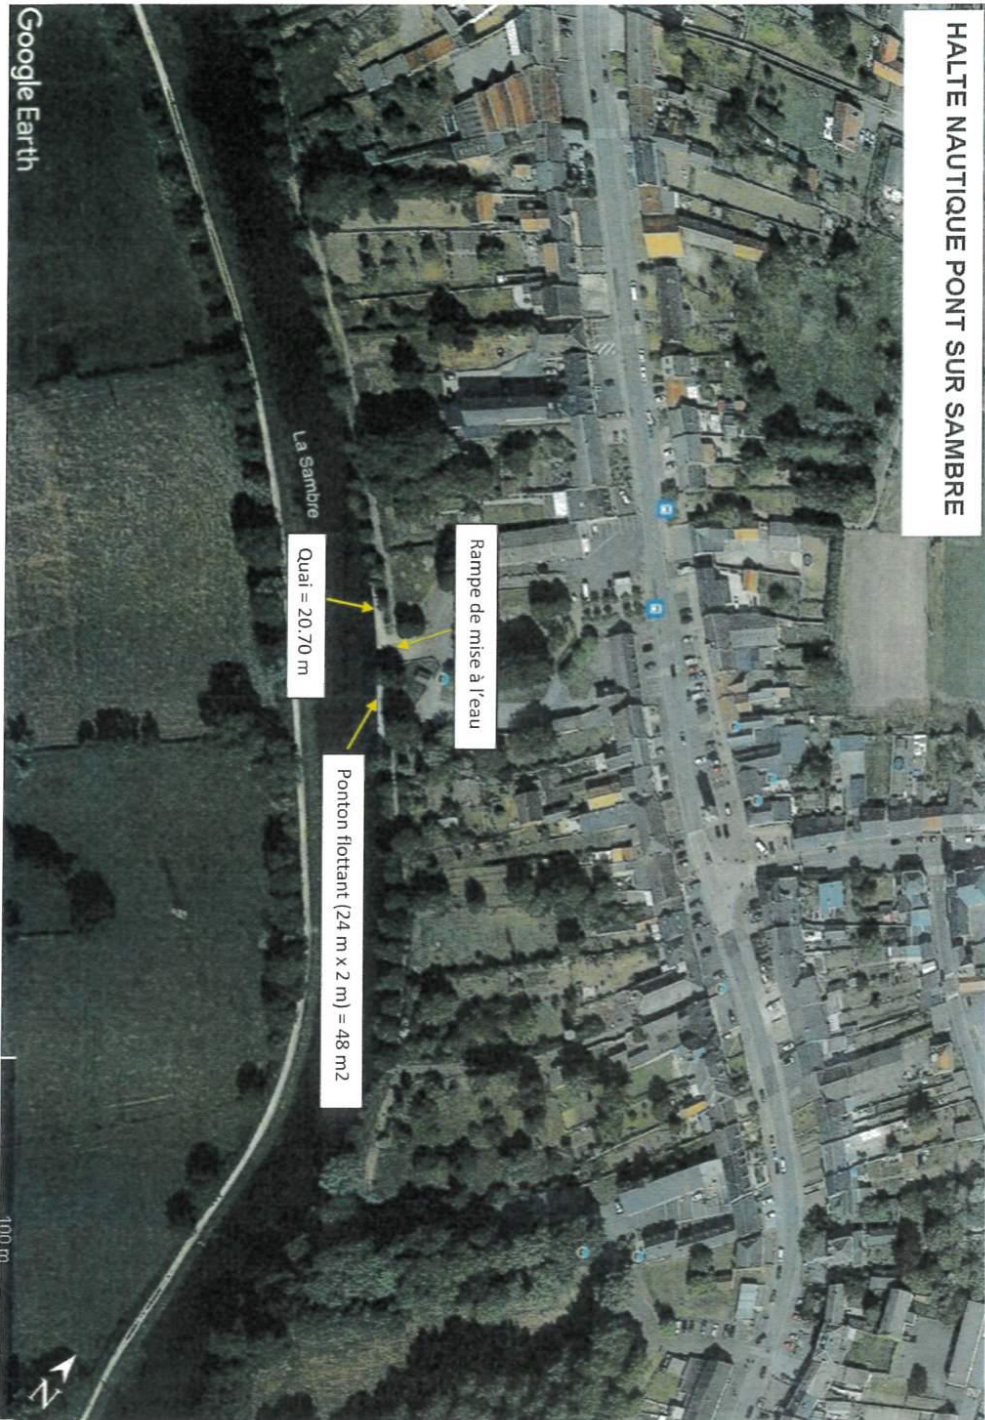 HALTE NAUTIQUE PONT SUR SAMBRE
La Sambre
Rampe de mise à l'eau
Quai = 20.70 m
Ponton flottant (24 m x 2 m) = 48 m2
Google Earth
100 m
N